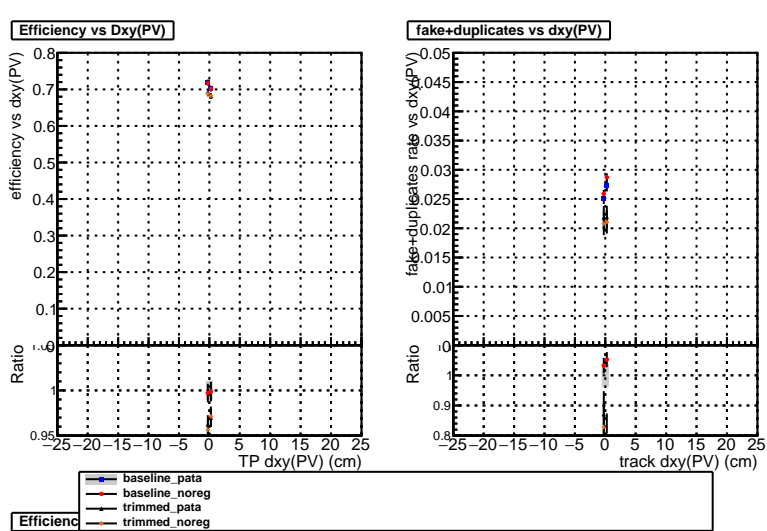 Efficiency vs Dxy(PV)
efficiency vs dxy(PV)
0.8
0.7
0.6
0.5
0.4
0.3
0.2
0.1
0
Ratio
1
0.95
−25 −20 −15 −10 −5 0 5 10 15 20 25
TP dxy(PV) (cm)
fake+duplicates vs dxy(PV)
fake+duplicates rate vs dxy(PV)
0.05
0.045
0.04
0.035
0.03
0.025
0.02
0.015
0.01
0.005
0
Ratio
1
0.9
0.8
−25 −20 −15 −10 −5 0 5 10 15 20 25
track dxy(PV) (cm)
baseline_pata
baseline_noreg
trimmed_pata
trimmed_noreg
Efficienc